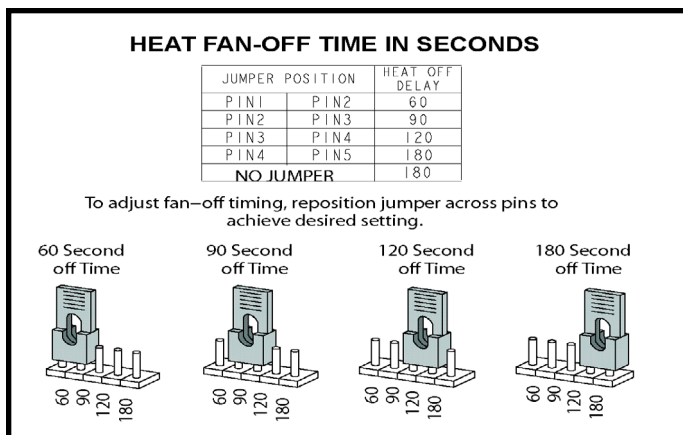 HEAT FAN-OFF TIME IN SECONDS
JUMPER POSITION HEAT OFF DELAY
PIN1 PIN2 60
PIN2 PIN3 90
PIN3 PIN4 120
PIN4 PIN5 180
NO JUMPER 180
To adjust fan–off timing, reposition jumper across pins to
achieve desired setting.
60 Second
off Time
90 Second
off Time
120 Second
off Time
180 Second
off Time
60 90 120 180
60 90 120 180
60 90 120 180
60 90 120 180